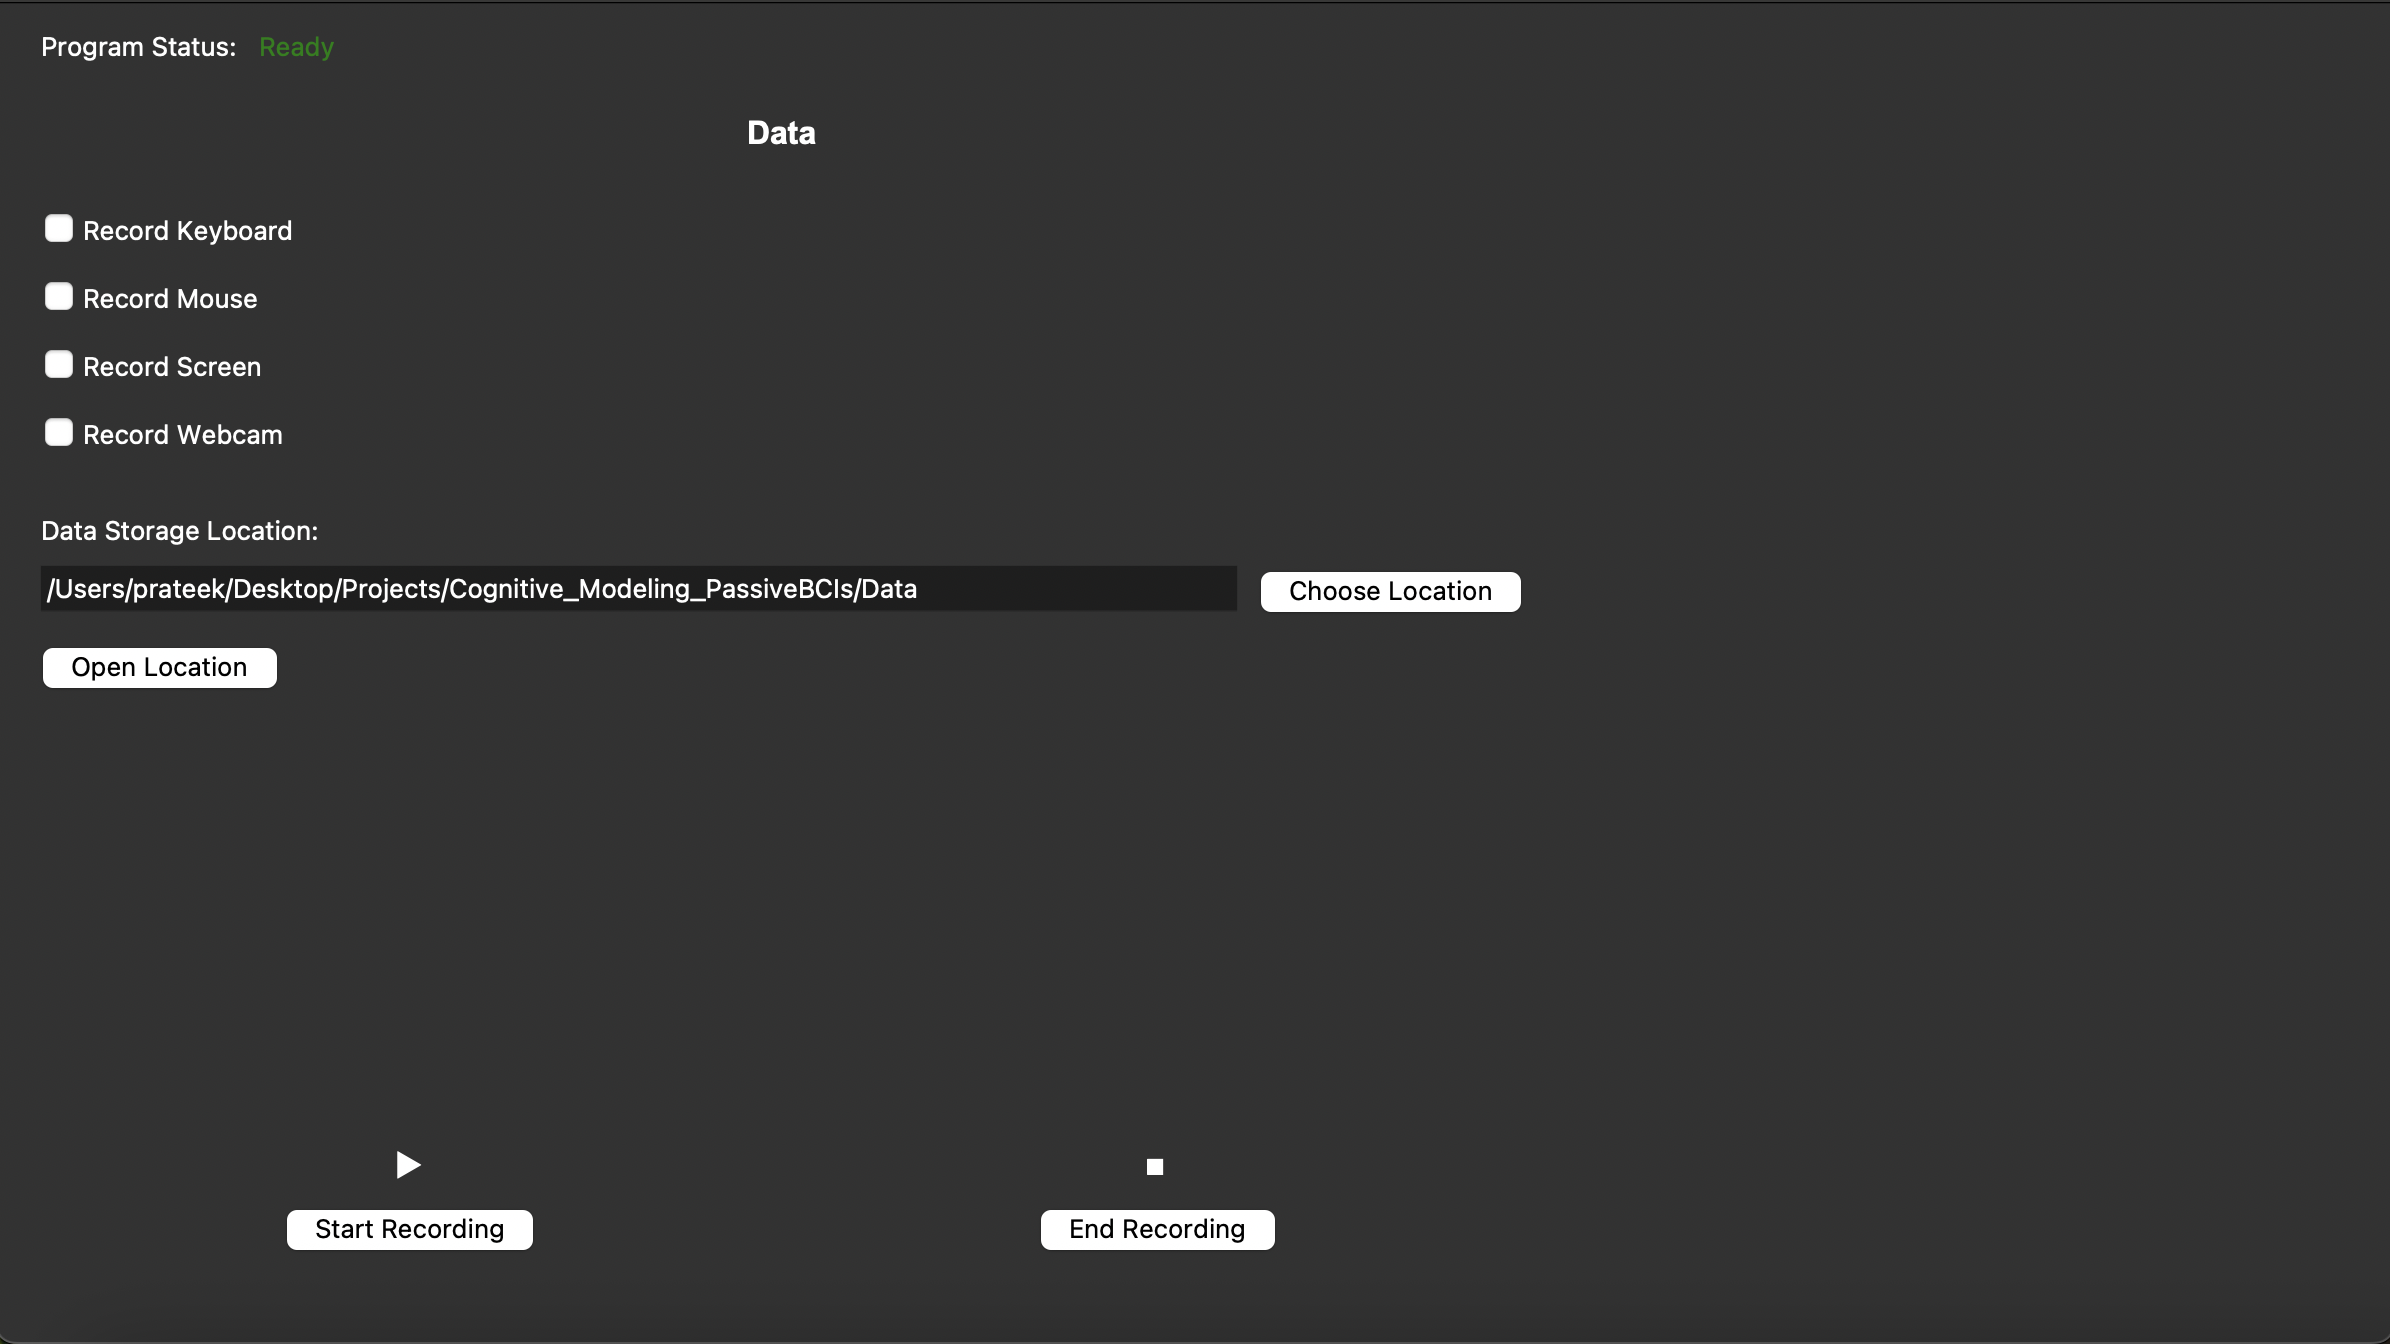 Program Status: Ready
Data
Record Keyboard
Record Mouse
Record Screen
Record Webcam
Data Storage Location:
/Users/prateek/Desktop/Projects/Cognitive_Modeling_PassiveBCIs/Data
Choose Location
Open Location
Start Recording
End Recording